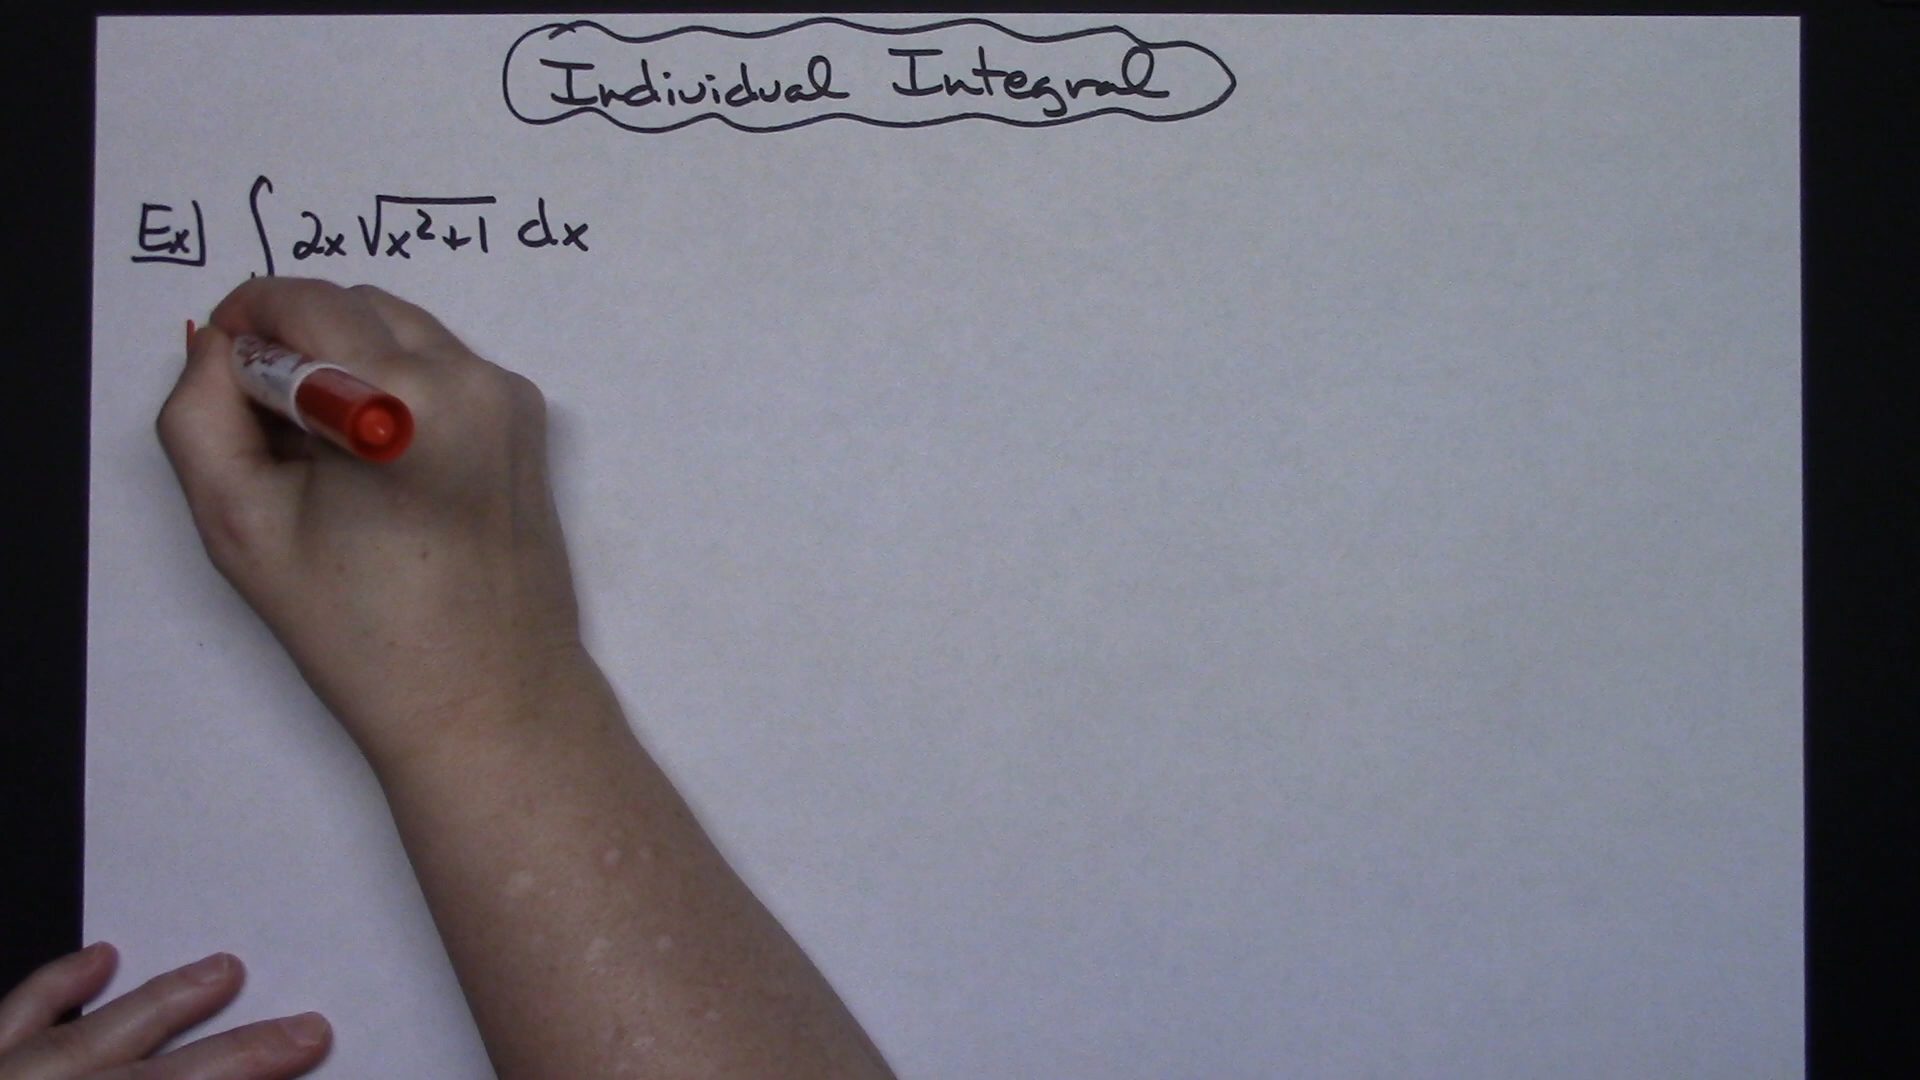 Individual Integral
Ex] ∫ 2x √(x²+1) dx